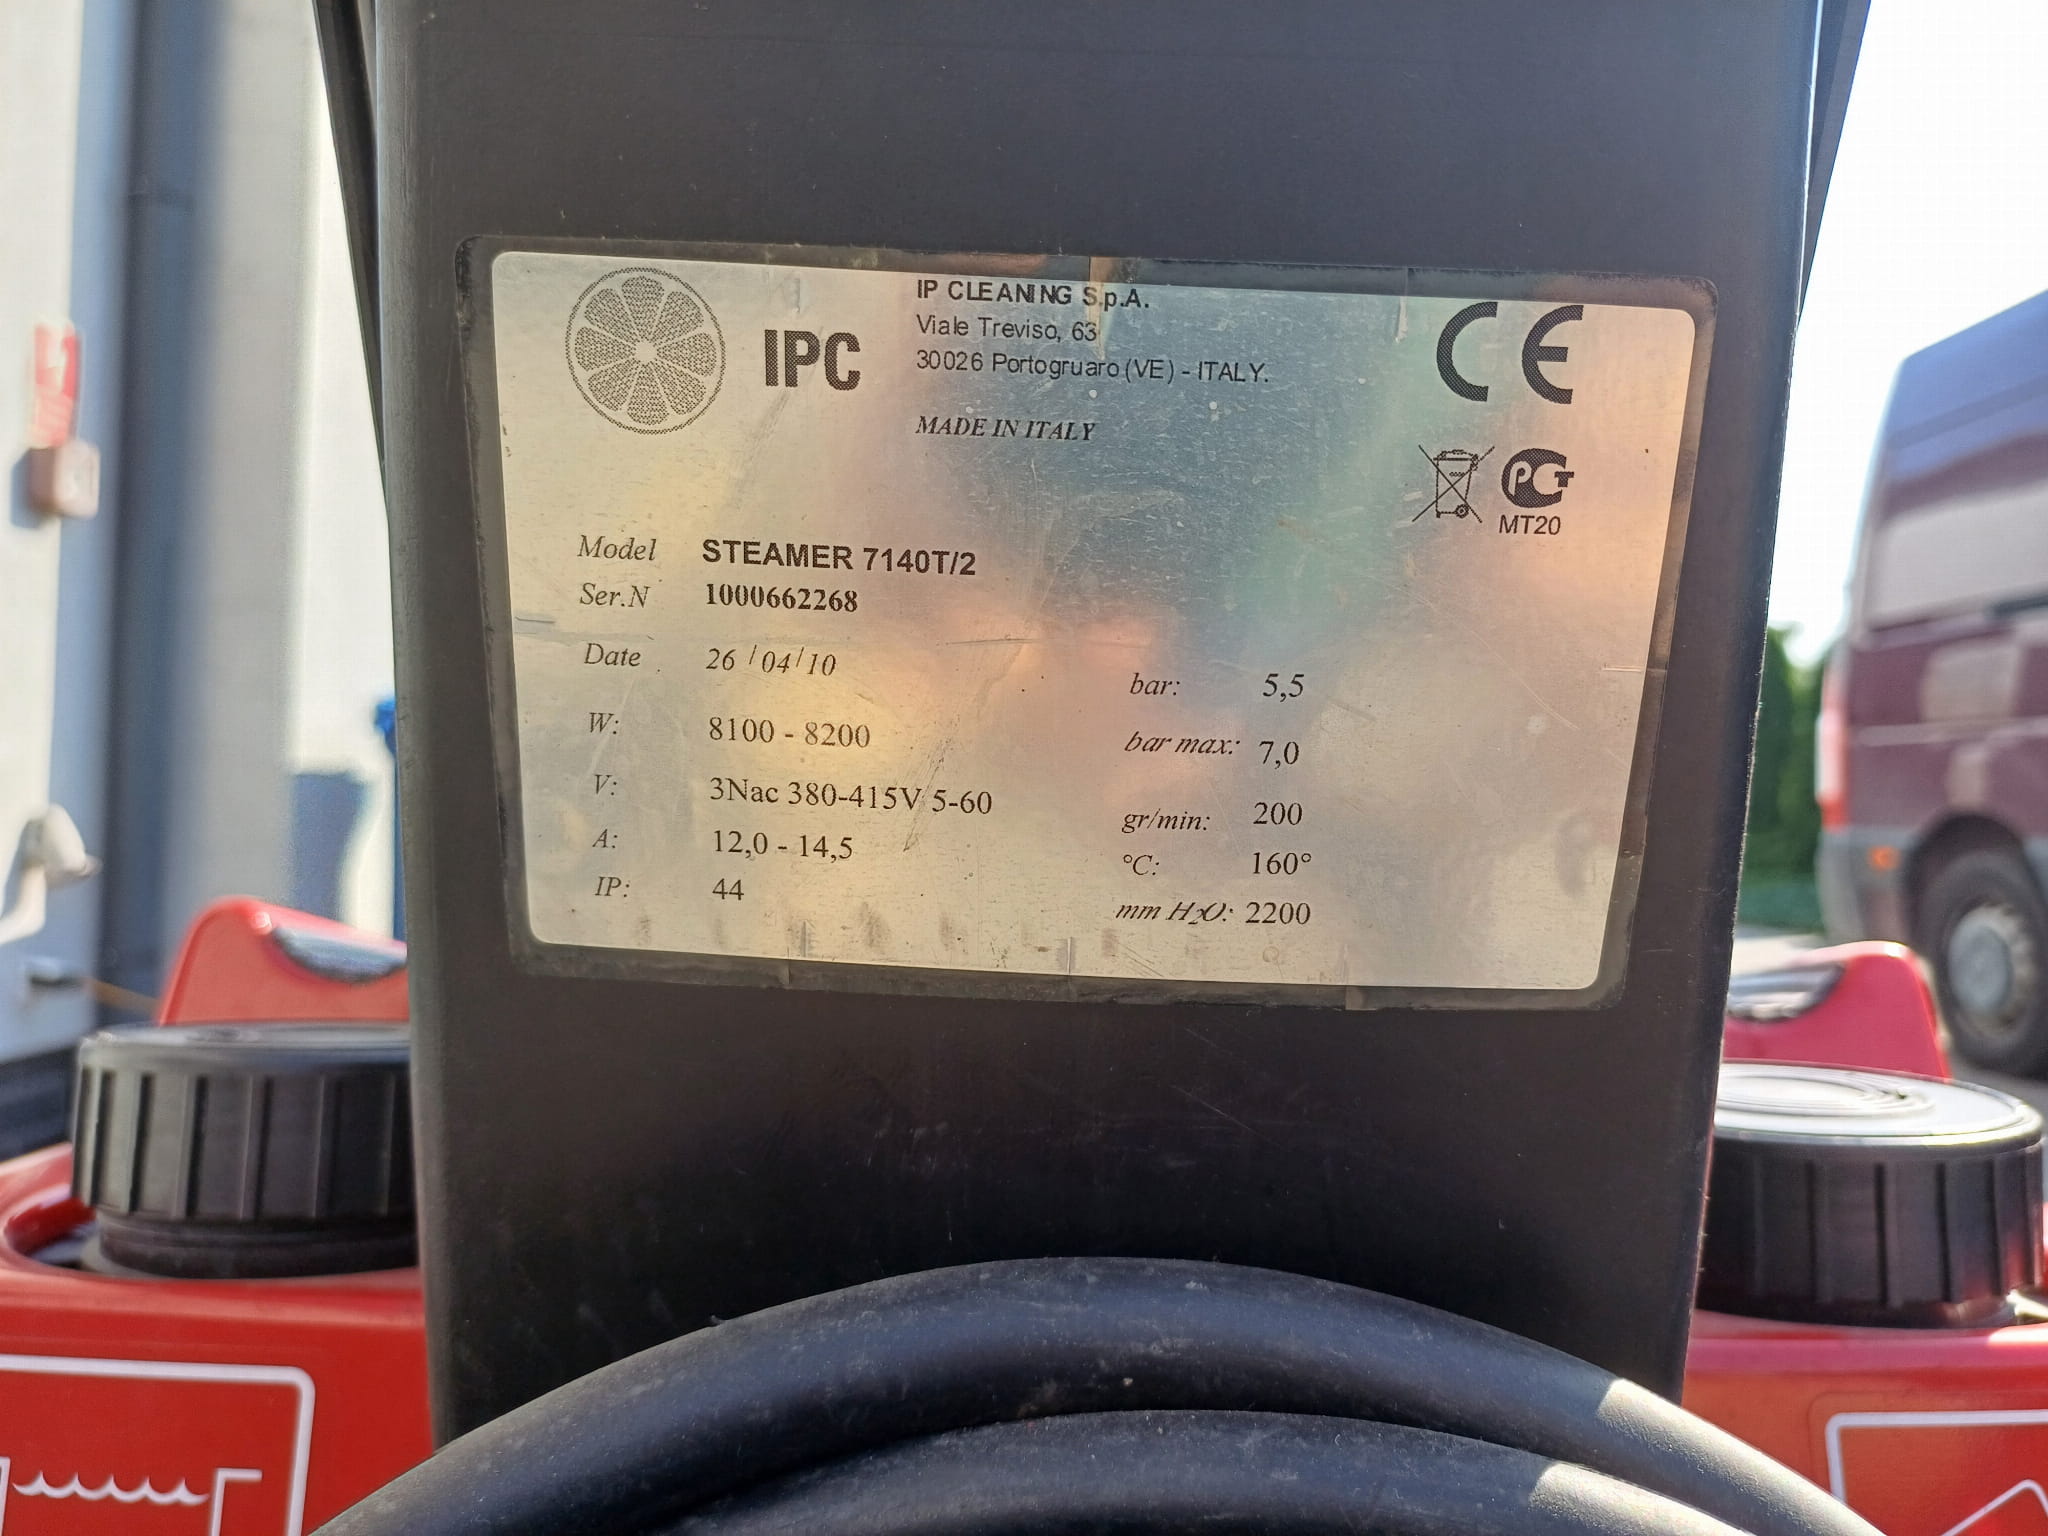 IPC
IP CLEANING S.p.A.
Viale Treviso, 63
30026 Portogruaro (VE) - ITALY.
MADE IN ITALY
CE
PCT
MT20
Model STEAMER 7140T/2
Ser.N 1000662268
Date 26/04/10
W: 8100 - 8200
V: 3Nac 380-415V 5-60
A: 12,0 - 14,5
IP: 44
bar: 5,5
bar max: 7,0
gr/min: 200
°C: 160°
mm H2O: 2200